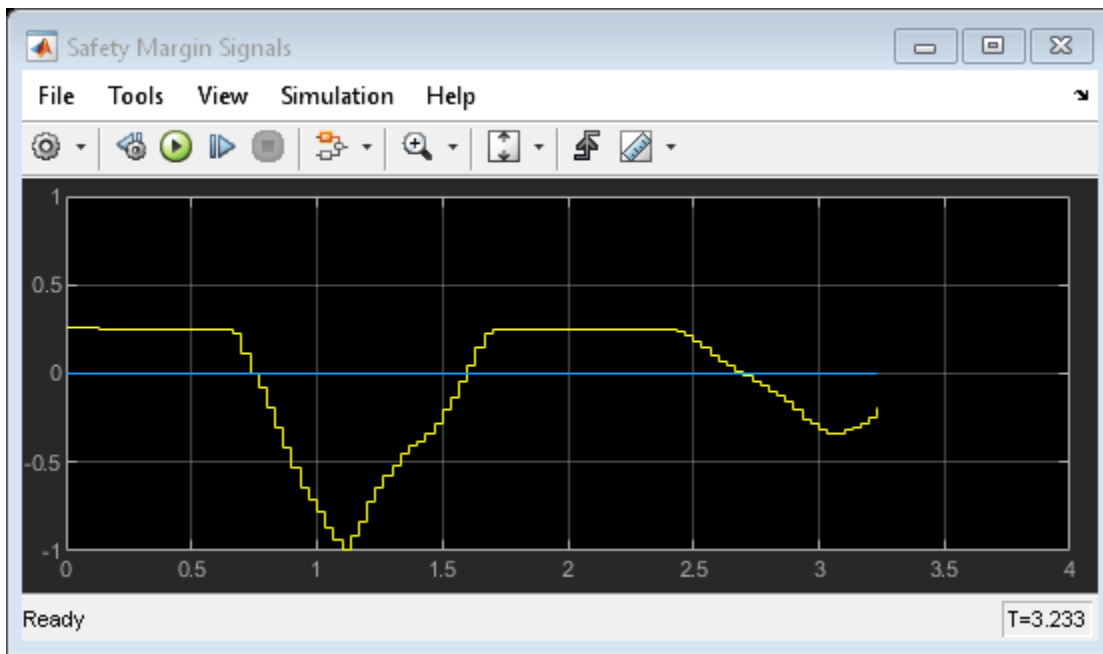 Safety Margin Signals
File Tools View Simulation Help
1
0.5
0
-0.5
-1
0 0.5 1 1.5 2 2.5 3 3.5 4
Ready T=3.233